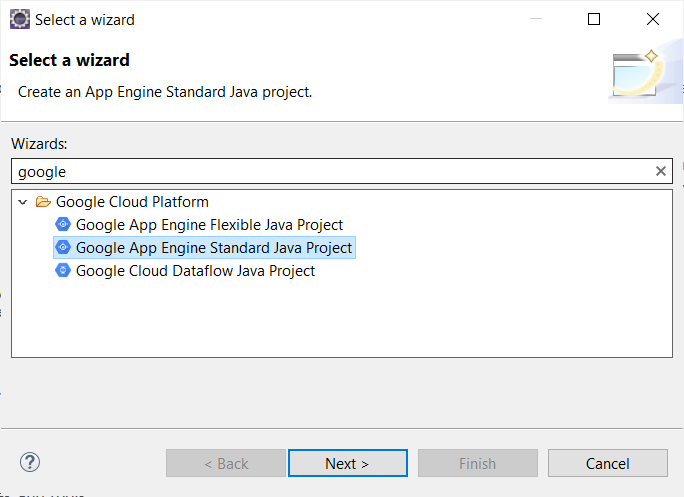 Select a wizard
Select a wizard
Create an App Engine Standard Java project.
Wizards:
google
Google Cloud Platform
Google App Engine Flexible Java Project
Google App Engine Standard Java Project
Google Cloud Dataflow Java Project
?
< Back
Next >
Finish
Cancel